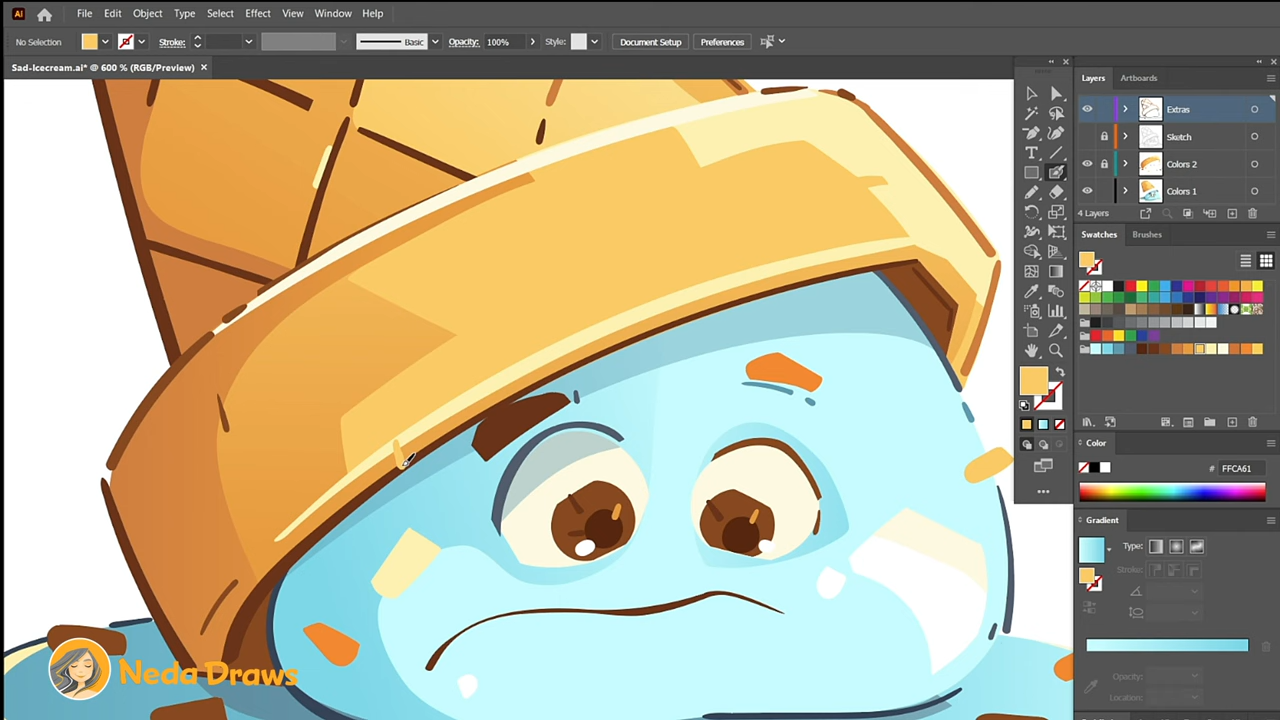 Ai File Edit Object Type Select Effect View Window Help
No Selection Stroke: Basic Opacity: 100% Style: Document Setup Preferences
Sad-Icecream.ai* @ 600 % (RGB/Preview) ×
Layers Artboards
Extras
Sketch
Colors 2
Colors 1
4 Layers
Swatches Brushes
Color
# FFCA61
Gradient
Type:
Stroke:
Opacity:
Location:
Neda Draws